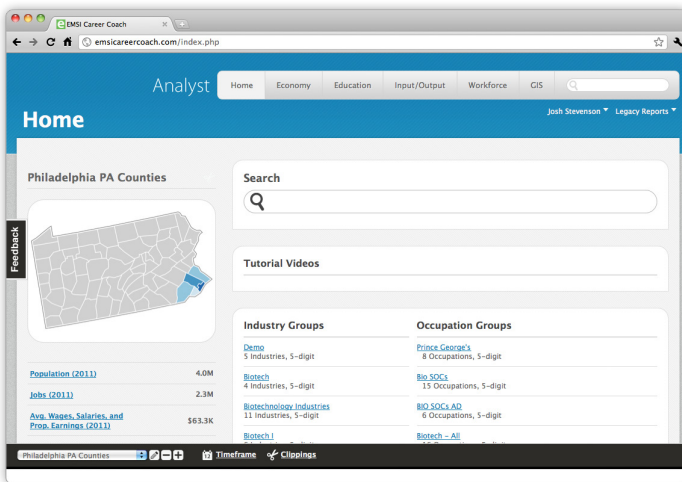 EMSI Career Coach
emsicareercoach.com/index.php
Analyst
Home Economy Education Input/Output Workforce GIS
Josh Stevenson Legacy Reports
Home
Philadelphia PA Counties
Feedback
Population (2011) 4.0M
Jobs (2011) 2.3M
Avg. Wages, Salaries, and
Prop. Earnings (2011) $63.3K
Search
Tutorial Videos
Industry Groups
Demo
5 Industries, 5-digit
Biotech
4 Industries, 5-digit
Biotechnology Industries
11 Industries, 5-digit
Biotech I
Occupation Groups
Prince George's
8 Occupations, 5-digit
Bio SOCs
15 Occupations, 5-digit
BIO SOCs AD
6 Occupations, 5-digit
Biotech - All
Philadelphia PA Counties
12 Timeframe Clippings